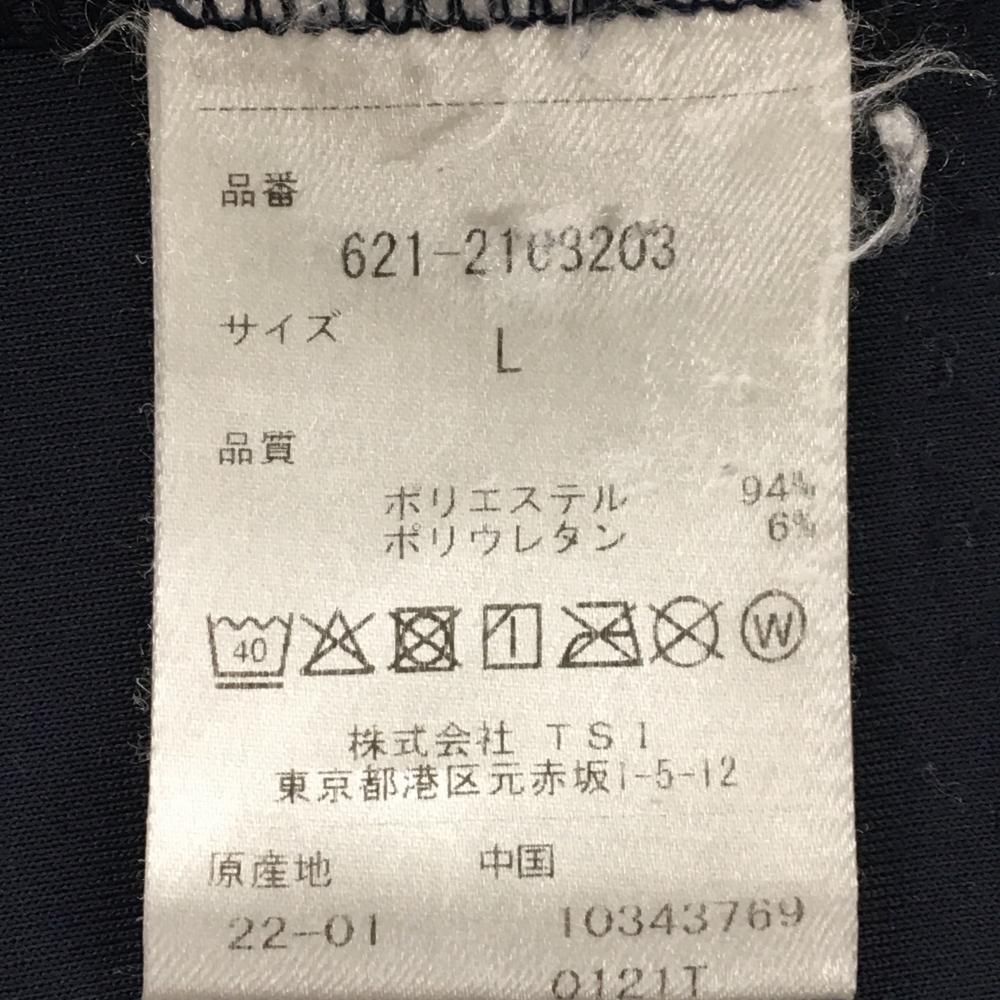 品番
621-2103203
サイズ
L
品質
ポリエステル 94%
ポリウレタン 6%
40 W
株式会社 TSI
東京都港区元赤坂1-5-12
原産地 中国
22-01 10343769
0121T